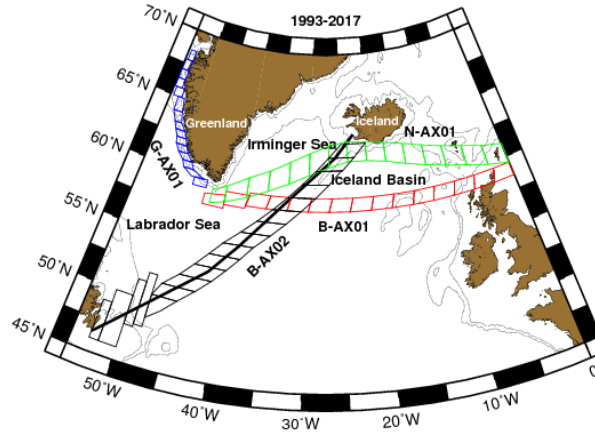 1993-2017
70°N
65°N
60°N
55°N
50°N
45°N
Greenland
Iceland
N-AX01
Irminger Sea
G-AX01
Iceland Basin
Labrador Sea
B-AX01
B-AX02
50°W
40°W
30°W
20°W
10°W
0°